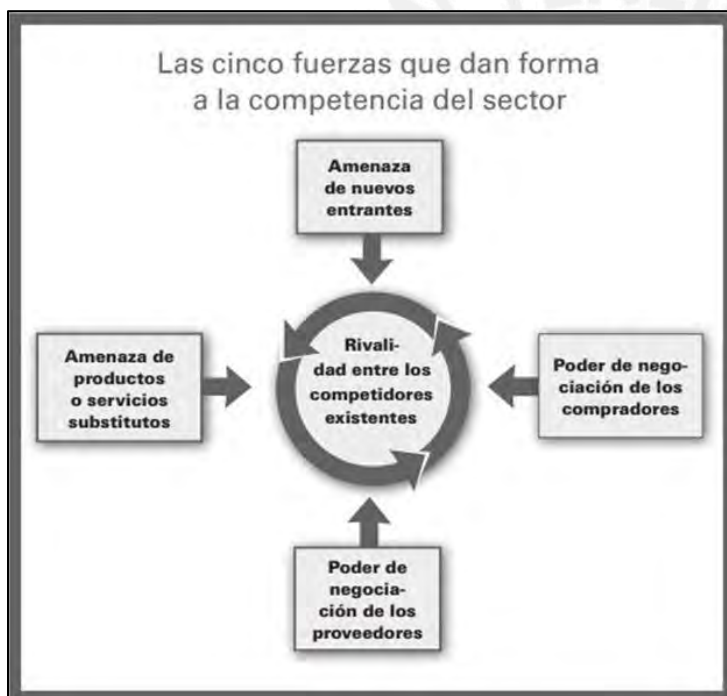 Las cinco fuerzas que dan forma
a la competencia del sector
Amenaza
de nuevos
entrantes
Amenaza de
productos
o servicios
substitutos
Rivali-
dad entre los
competidores
existentes
Poder de nego-
ciación de los
compradores
Poder de
negocia-
ción de los
proveedores